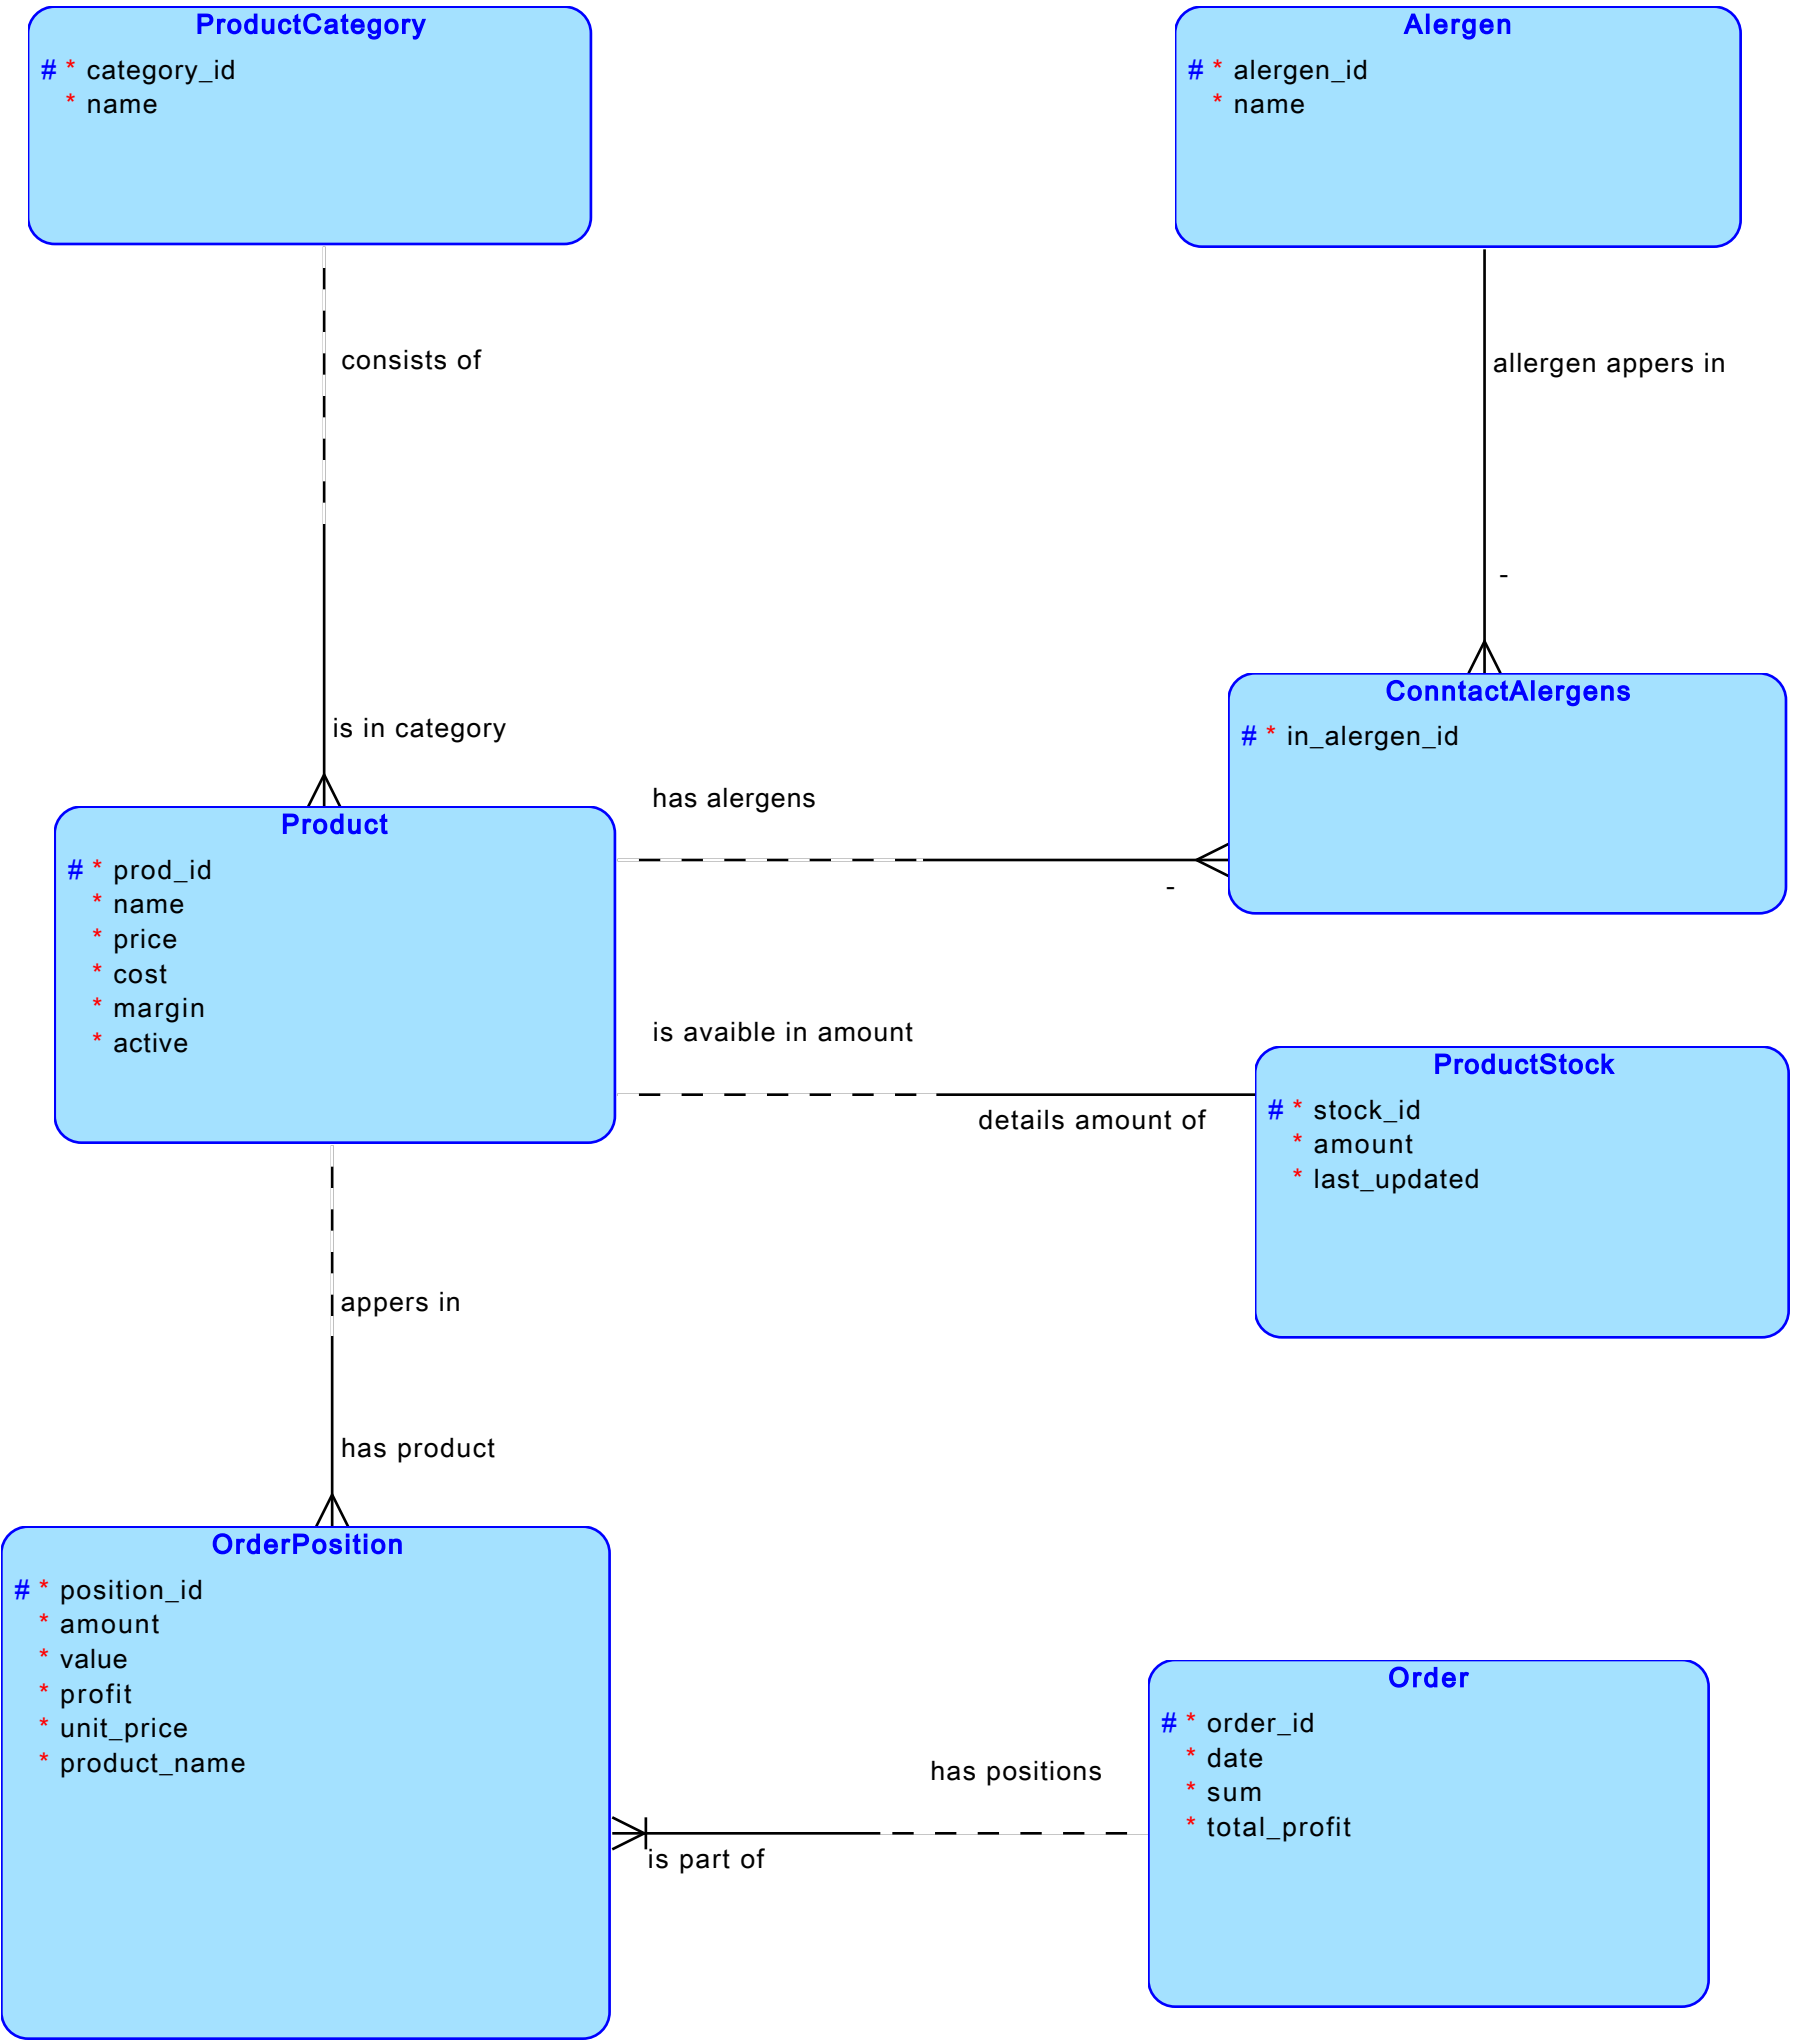 ProductCategory
# * category_id
* name
Alergen
# * alergen_id
* name
consists of
allergen appers in
-
is in category
ConntactAlergens
# * in_alergen_id
has alergens
-
Product
# * prod_id
* name
* price
* cost
* margin
* active
is avaible in amount
details amount of
ProductStock
# * stock_id
* amount
* last_updated
appers in
has product
OrderPosition
# * position_id
* amount
* value
* profit
* unit_price
* product_name
Order
# * order_id
* date
* sum
* total_profit
has positions
is part of